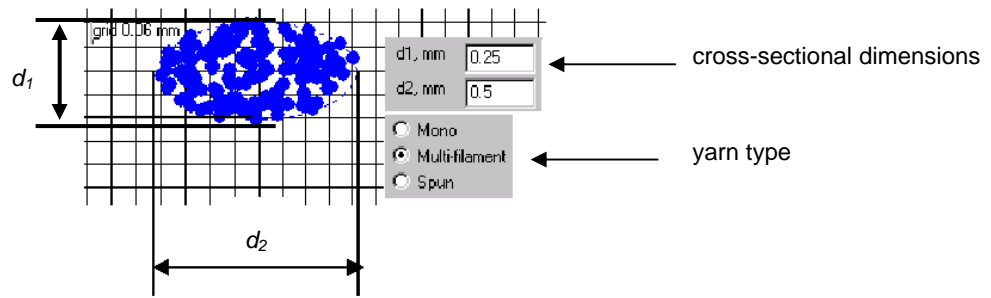 grid 0.06 mm
d1
d1, mm 0.25
d2, mm 0.5
cross-sectional dimensions
Mono
Multi-filament
Spun
yarn type
d2